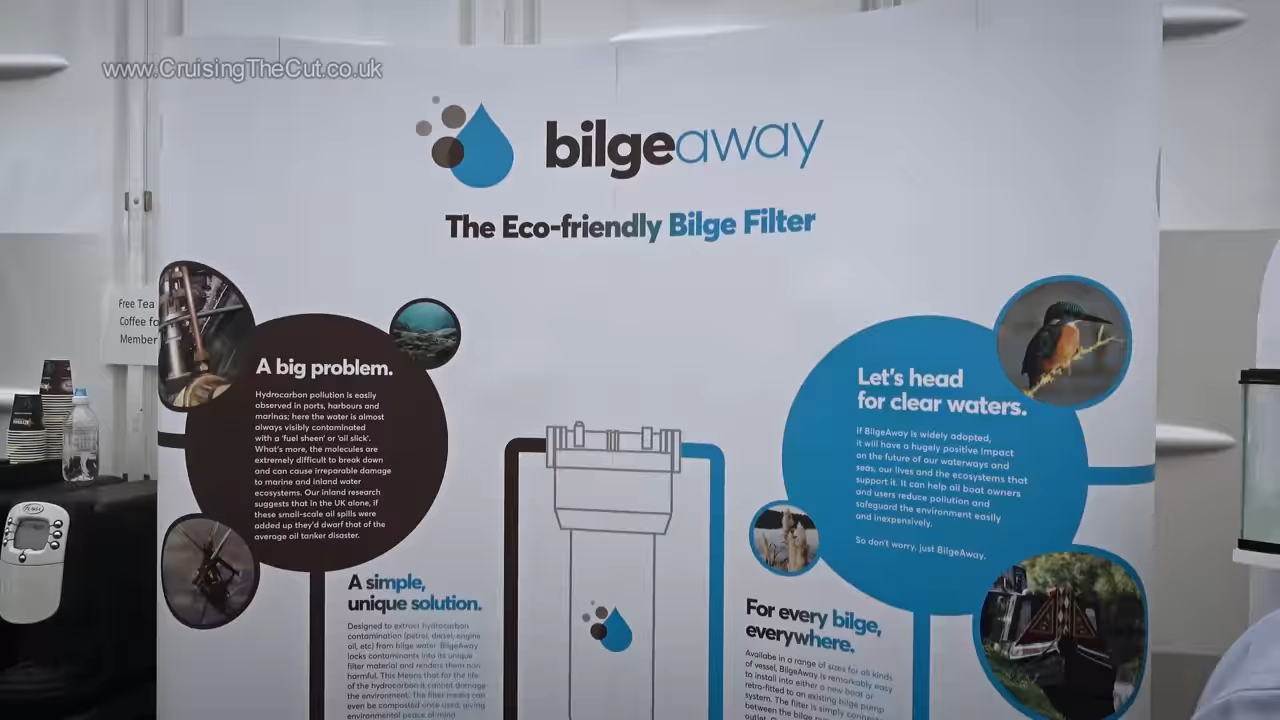 www.CruisingTheCut.co.uk
bilgeaway
The Eco-friendly Bilge Filter
Free Tea
Coffee fo
Member
A big problem.
Hydrocarbon pollution is easily
observed in ports, harbours and
marinas; here the water is almost
always visibly contaminated
with a 'fuel sheen' or 'oil slick'.
What's more, the molecules are
extremely difficult to break down
and can cause irreparable damage
to marine and inland water
ecosystems. Our inland research
suggests that in the UK alone, if
these small-scale oil spills were
added up they'd dwarf that of the
average oil tanker disaster.
A simple,
unique solution.
Designed to extract hydrocarbon
contamination (petrol, diesel, engine
oil, etc) from bilge water. BilgeAway
locks contaminants into its unique
filter material and renders them non
harmful. This Means that for the life
of the hydrocarbon it cannot damage
the environment. The filter media can
even be composted once used, giving
environmental peace of mind
Let's head
for clear waters.
If BilgeAway is widely adopted,
it will have a hugely positive impact
on the future of our waterways and
seas, our lives and the ecosystems that
support it. It can help all boat owners
and users reduce pollution and
safeguard the environment easily
and inexpensively.
So don't worry, just BilgeAway.
For every bilge,
everywhere.
Availabe in a range of sizes for all kinds
of vessel, BilgeAway is remarkably easy
to install into either a new boat or
retro-fitted to an existing bilge pump
system. The filter is simply connect
between the bilge
outlet.